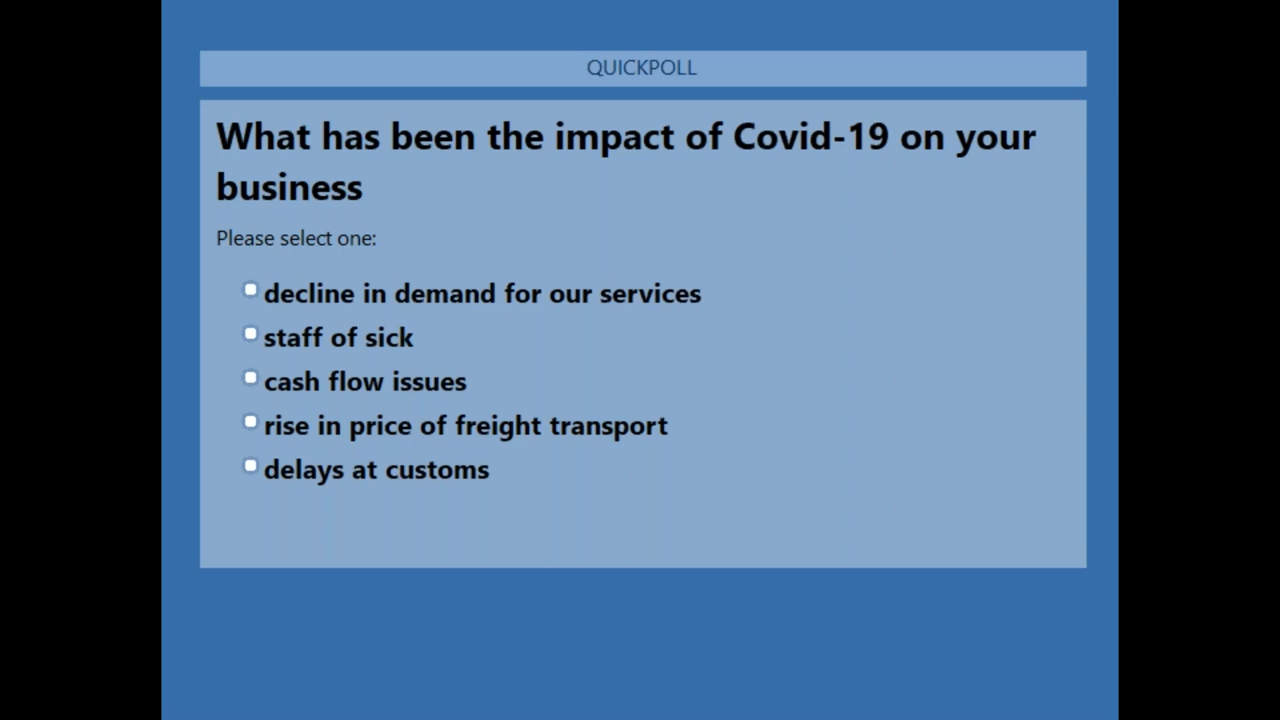 QUICKPOLL
What has been the impact of Covid-19 on your
business
Please select one:
decline in demand for our services
staff of sick
cash flow issues
rise in price of freight transport
delays at customs